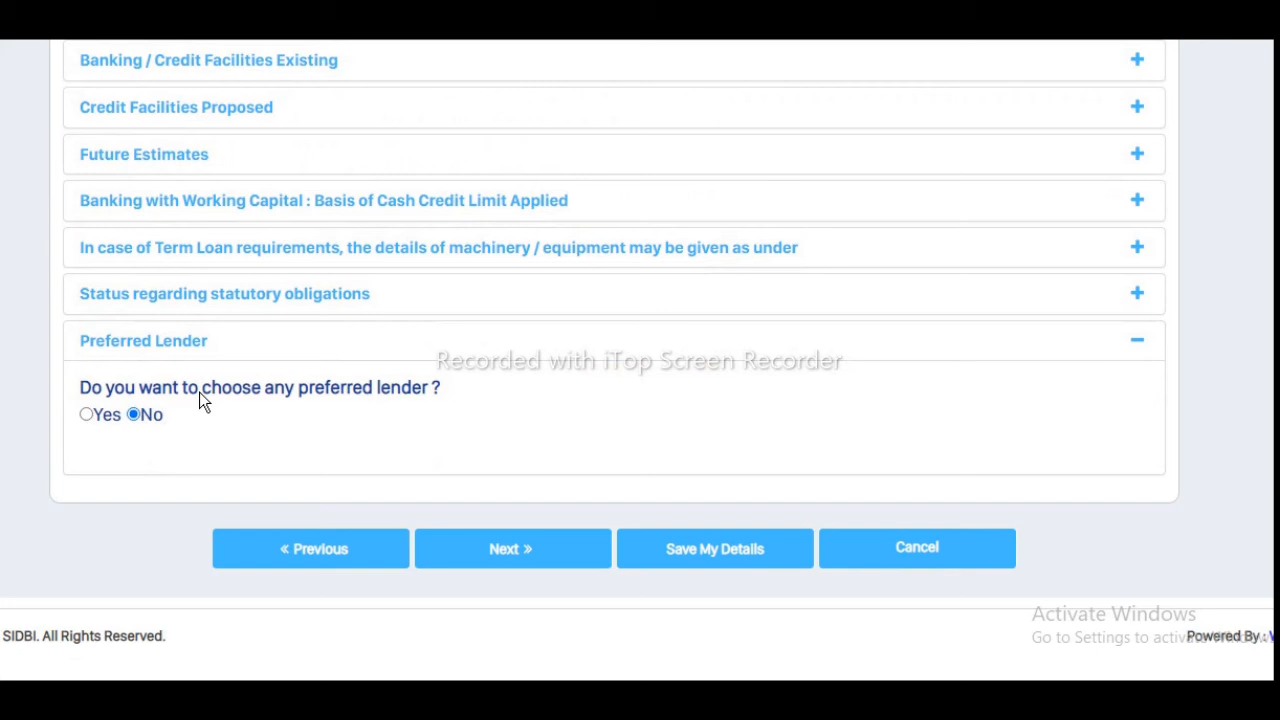 Banking / Credit Facilities Existing
Credit Facilities Proposed
Future Estimates
Banking with Working Capital : Basis of Cash Credit Limit Applied
In case of Term Loan requirements, the details of machinery / equipment may be given as under
Status regarding statutory obligations
Preferred Lender
Recorded with iTop Screen Recorder
Do you want to choose any preferred lender ?
Yes No
« Previous
Next »
Save My Details
Cancel
Activate Windows
SIDBI. All Rights Reserved.
Go to Settings to activate
Powered By :